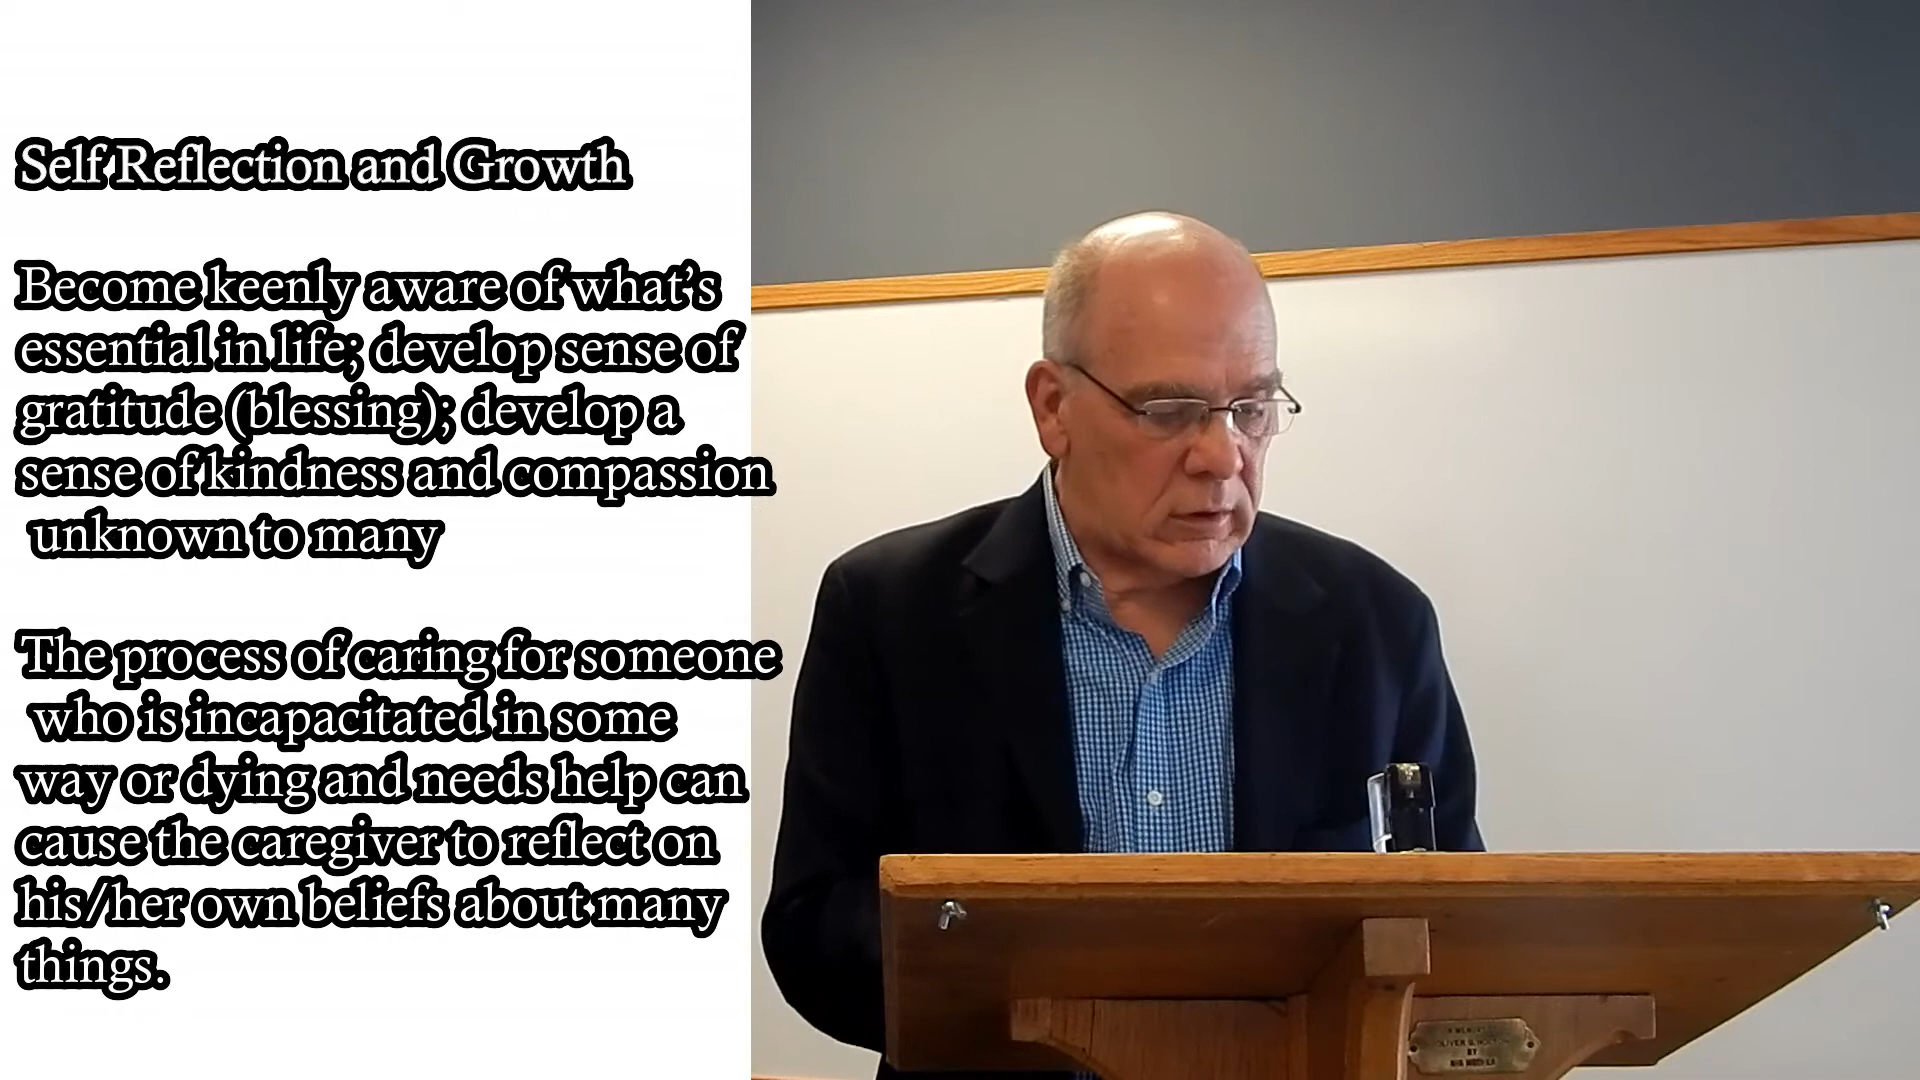 Self Reflection and Growth
Become keenly aware of what's
essential in life; develop sense of
gratitude (blessing); develop a
sense of kindness and compassion
unknown to many
The process of caring for someone
who is incapacitated in some
way or dying and needs help can
cause the caregiver to reflect on
his/her own beliefs about many
things.
OLIVER
BY